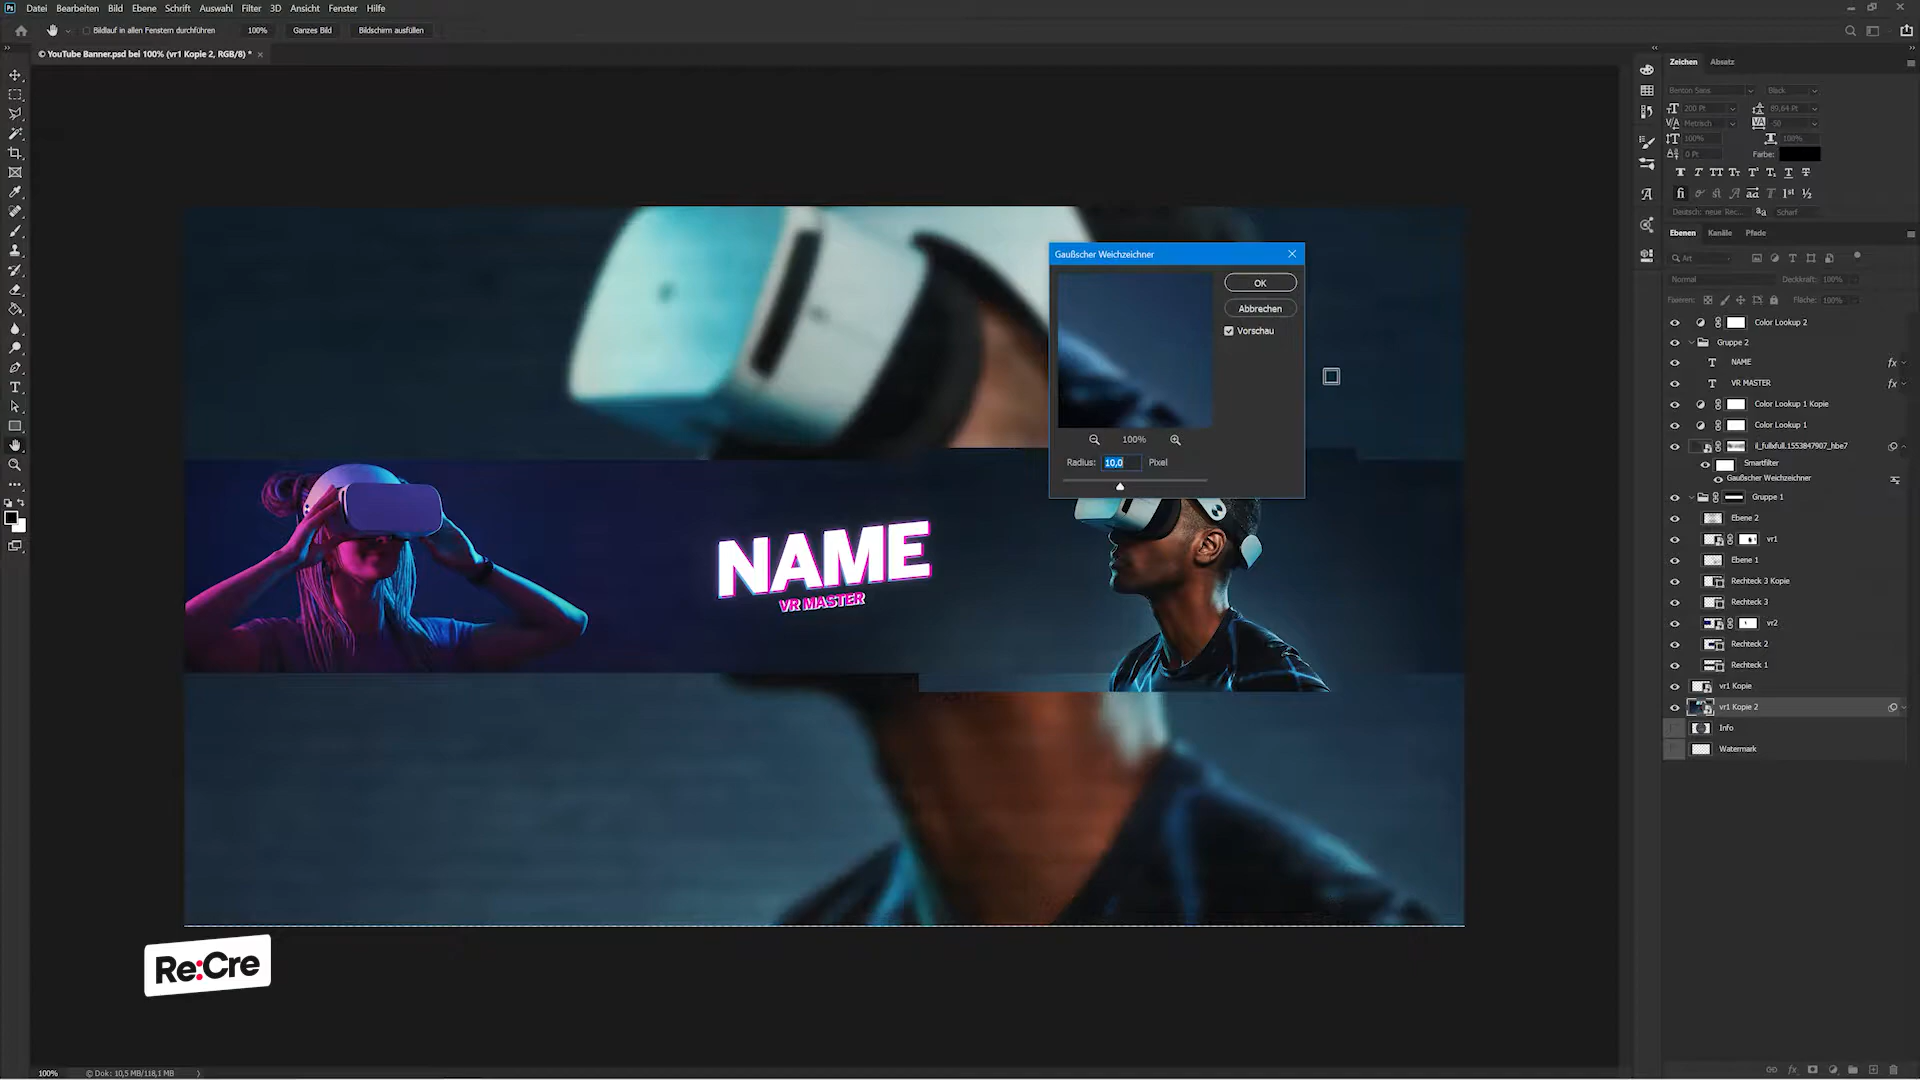 Ps Datei Bearbeiten Bild Ebene Schrift Auswahl Filter 3D Ansicht Fenster Hilfe
Bildlauf in allen Fenstern durchführen 100% Ganzes Bild Bildschirm ausfüllen
© YouTube Banner.psd bei 100% (vr1 Kopie 2, RGB/8) *
Zeichen Absatz
Benton Sans Black
200 Pt 89,64 Pt
Metrisch -50
100% 100%
0 Pt Farbe:
Deutsch: neue Rec... Scharf
Ebenen Kanäle Pfade
Art
Normal Deckkraft: 100%
Fixieren: Fläche: 100%
Color Lookup 2
Gruppe 2
NAME fx
VR MASTER fx
Color Lookup 1 Kopie
Color Lookup 1
il_fullxfull.1553847907_hbe7
Smartfilter
Gaußscher Weichzeichner
Gruppe 1
Ebene 2
vr1
Ebene 1
Rechteck 3 Kopie
Rechteck 3
vr2
Rechteck 2
Rechteck 1
vr1 Kopie
vr1 Kopie 2
Info
Watermark
Gaußscher Weichzeichner
OK
Abbrechen
Vorschau
100%
Radius: 10,0 Pixel
NAME
VR MASTER
Re:Cre
100% © Dok: 10,5 MB/118,1 MB